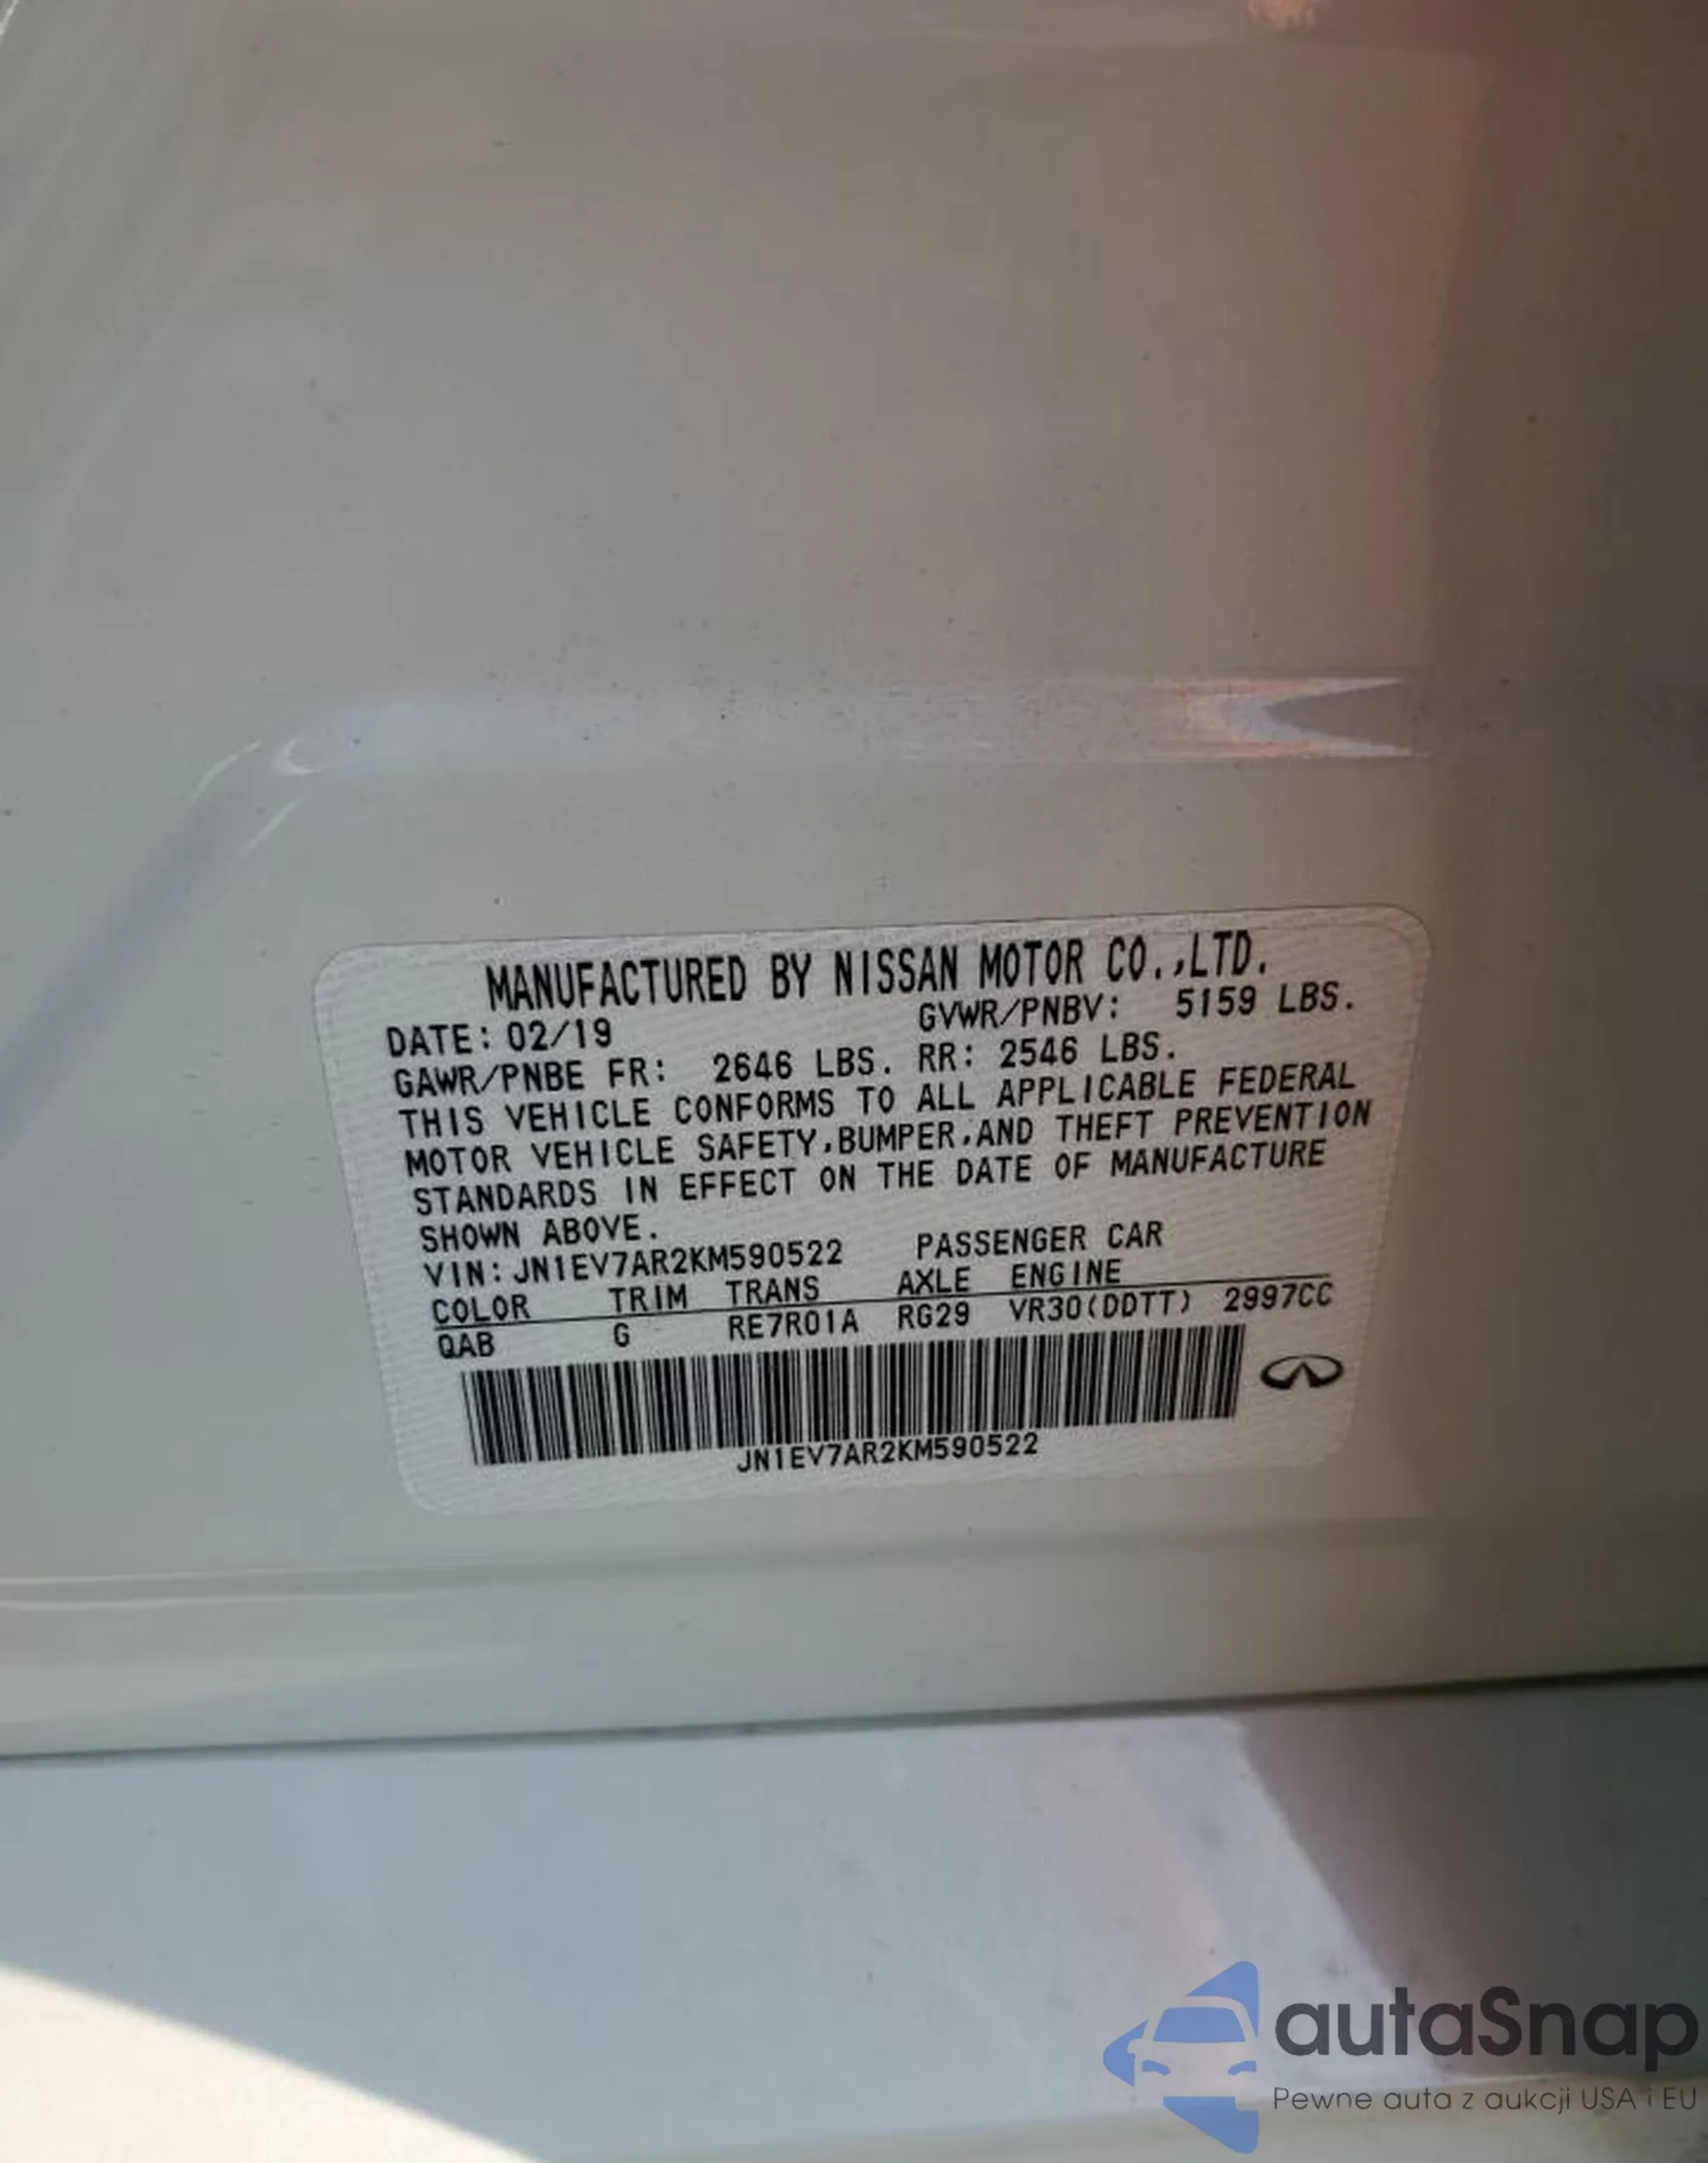 MANUFACTURED BY NISSAN MOTOR CO.,LTD.
DATE: 02/19 GVWR/PNBV: 5159 LBS.
GAWR/PNBE FR: 2646 LBS. RR: 2546 LBS.
THIS VEHICLE CONFORMS TO ALL APPLICABLE FEDERAL
MOTOR VEHICLE SAFETY,BUMPER,AND THEFT PREVENTION
STANDARDS IN EFFECT ON THE DATE OF MANUFACTURE
SHOWN ABOVE.
VIN: JN1EV7AR2KM590522 PASSENGER CAR
COLOR TRIM TRANS AXLE ENGINE
QAB G RE7R01A RG29 VR30(DDTT) 2997CC
JN1EV7AR2KM590522
autaSnap
Pewne auta z aukcji USA i EU